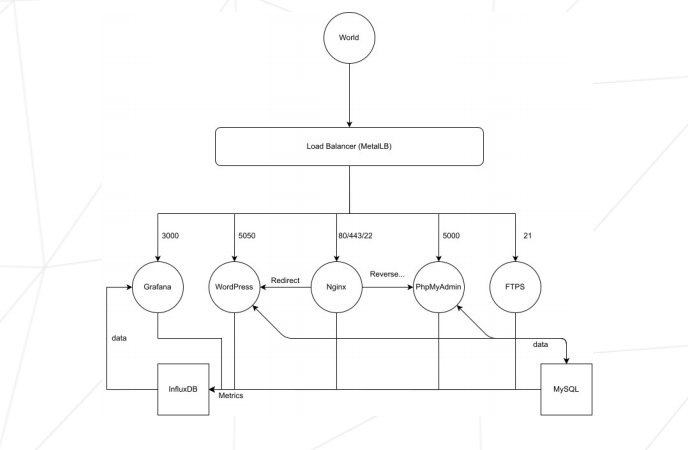 World
Load Balancer (MetalLB)
3000
5050
80/443/22
5000
21
Grafana
WordPress
Redirect
Nginx
Reverse...
PhpMyAdmin
FTPS
data
data
InfluxDB
Metrics
MySQL